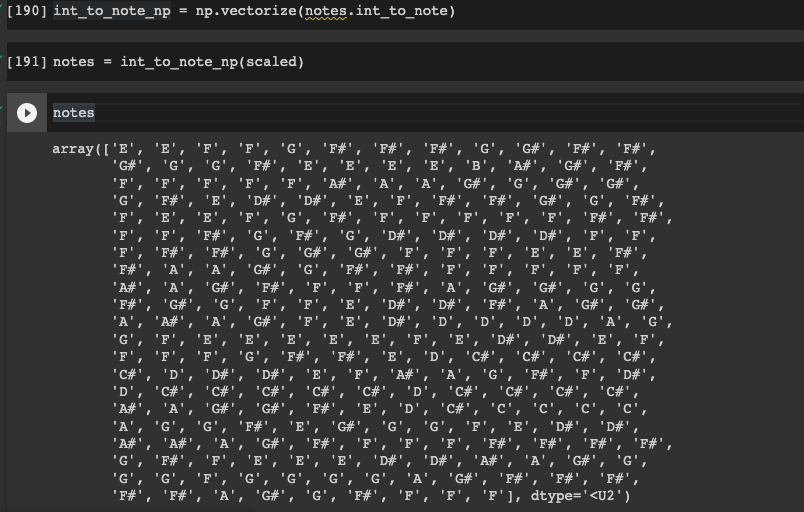 [190] int_to_note_np = np.vectorize(notes.int_to_note)
[191] notes = int_to_note_np(scaled)
notes
array(['E', 'E', 'F', 'F', 'G', 'F#', 'F#', 'F#', 'G', 'G#', 'F#', 'F#',
'G#', 'G', 'G', 'F#', 'E', 'E', 'E', 'E', 'B', 'A#', 'G#', 'F#',
'F', 'F', 'F', 'F', 'F', 'A#', 'A', 'A', 'G#', 'G', 'G#', 'G#',
'G', 'F#', 'E', 'D#', 'D#', 'E', 'F', 'F#', 'F#', 'G#', 'G', 'F#',
'F', 'E', 'E', 'F', 'G', 'F#', 'F', 'F', 'F', 'F', 'F', 'F#', 'F#',
'F', 'F', 'F#', 'G', 'F#', 'G', 'D#', 'D#', 'D#', 'D#', 'F', 'F',
'F', 'F#', 'F#', 'G', 'G#', 'G#', 'F', 'F', 'F', 'E', 'E', 'F#',
'F#', 'A', 'A', 'G#', 'G', 'F#', 'F#', 'F', 'F', 'F', 'F', 'F',
'A#', 'A', 'G#', 'F#', 'F', 'F', 'F#', 'A', 'G#', 'G#', 'G', 'G',
'F#', 'G#', 'G', 'F', 'F', 'E', 'D#', 'D#', 'F#', 'A', 'G#', 'G#',
'A', 'A#', 'A', 'G#', 'F', 'E', 'D#', 'D', 'D', 'D', 'D', 'A', 'G',
'G', 'F', 'E', 'E', 'E', 'E', 'E', 'F', 'E', 'D#', 'D#', 'E', 'F',
'F', 'F', 'F', 'G', 'F#', 'F#', 'E', 'D', 'C#', 'C#', 'C#', 'C#',
'C#', 'D', 'D#', 'D#', 'E', 'F', 'A#', 'A', 'G', 'F#', 'F', 'D#',
'D', 'C#', 'C#', 'C#', 'C#', 'C#', 'D', 'C#', 'C#', 'C#', 'C#',
'A#', 'A', 'G#', 'G#', 'F#', 'E', 'D', 'C#', 'C', 'C', 'C', 'C',
'A', 'G', 'G', 'F#', 'E', 'G#', 'G', 'G', 'F', 'E', 'D#', 'D#',
'A#', 'A#', 'A', 'G#', 'F#', 'F', 'F', 'F', 'F#', 'F#', 'F#', 'F#',
'G', 'F#', 'F', 'E', 'E', 'E', 'D#', 'D#', 'A#', 'A', 'G#', 'G',
'G', 'G', 'F', 'G', 'G', 'G', 'G', 'A', 'G#', 'F#', 'F#', 'F#',
'F#', 'F#', 'A', 'G#', 'G', 'F#', 'F', 'F', 'F'], dtype='<U2')